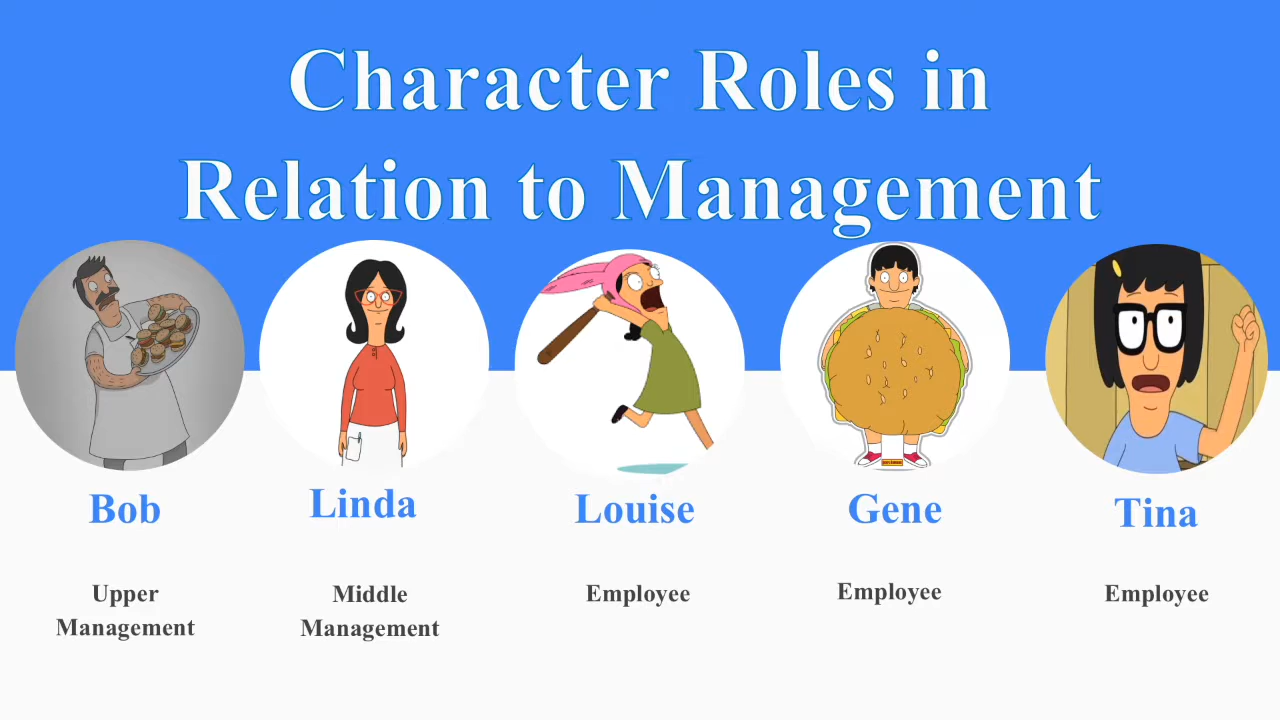 Character Roles in
Relation to Management
Bob
Linda
Louise
Gene
Tina
Upper
Management
Middle
Management
Employee
Employee
Employee